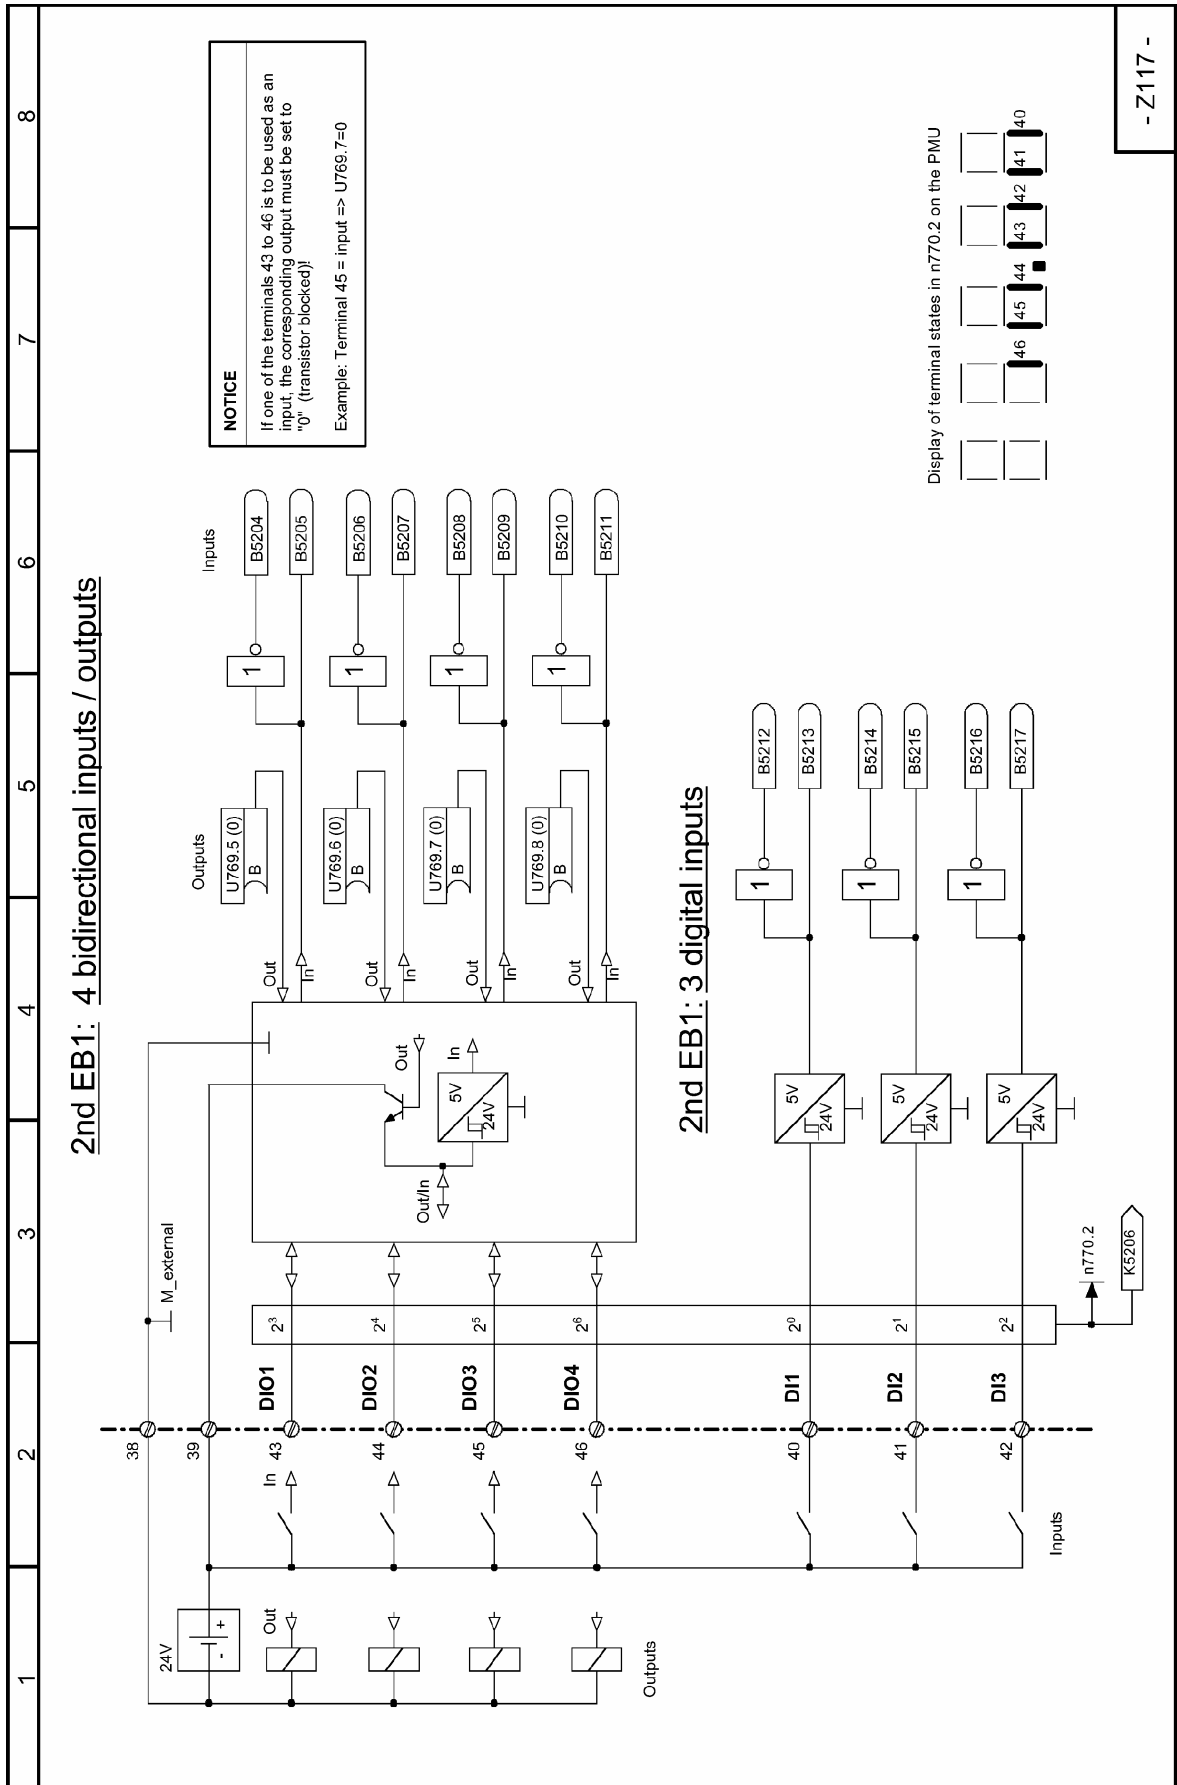 1 2 3 4 5 6 7 8
2nd EB1: 4 bidirectional inputs / outputs
38
M_external
24V
- +
39
Outputs
Inputs
NOTICE
If one of the terminals 43 to 46 is to be used as an
input, the corresponding output must be set to
"0" (transistor blocked)!
Example: Terminal 45 = input => U769.7=0
Out
In
43
DIO1
2³
Out
In
U769.5 (0)
B
1
B5204
B5205
44
DIO2
2⁴
Out
In
U769.6 (0)
B
1
B5206
B5207
45
DIO3
2⁵
Out
In
U769.7 (0)
B
1
B5208
B5209
46
DIO4
2⁶
Out
In
U769.8 (0)
B
1
B5210
B5211
Out/In
Out
In
5V
24V
Outputs
2nd EB1: 3 digital inputs
40
DI1
2⁰
5V
24V
1
B5212
B5213
41
DI2
2¹
5V
24V
1
B5214
B5215
42
DI3
2²
5V
24V
1
B5216
B5217
Inputs
n770.2
K5206
Display of terminal states in n770.2 on the PMU
46 45 44 43 42 41 40
- Z117 -